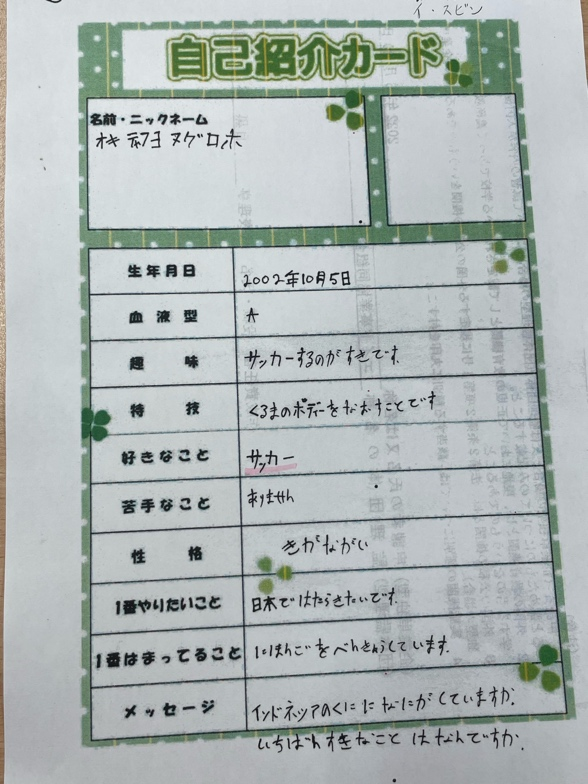 イ・スビン
自己紹介カード
名前・ニックネーム
オキ テフヨ ヌグロホ
生年月日 2002年10月5日
血液型 A
趣味 サッカーするのがすきです
特技 くるまのボディーをなおすことです
好きなこと サッカー
苦手なこと ありません
性格 きがながい
1番やりたいこと 日本ではたらきたいです
1番はまってること にほんごをべんきょうしています.
メッセージ インドネシアのくにに なにがしていますか.
いちばんすきなこと はなんですか.